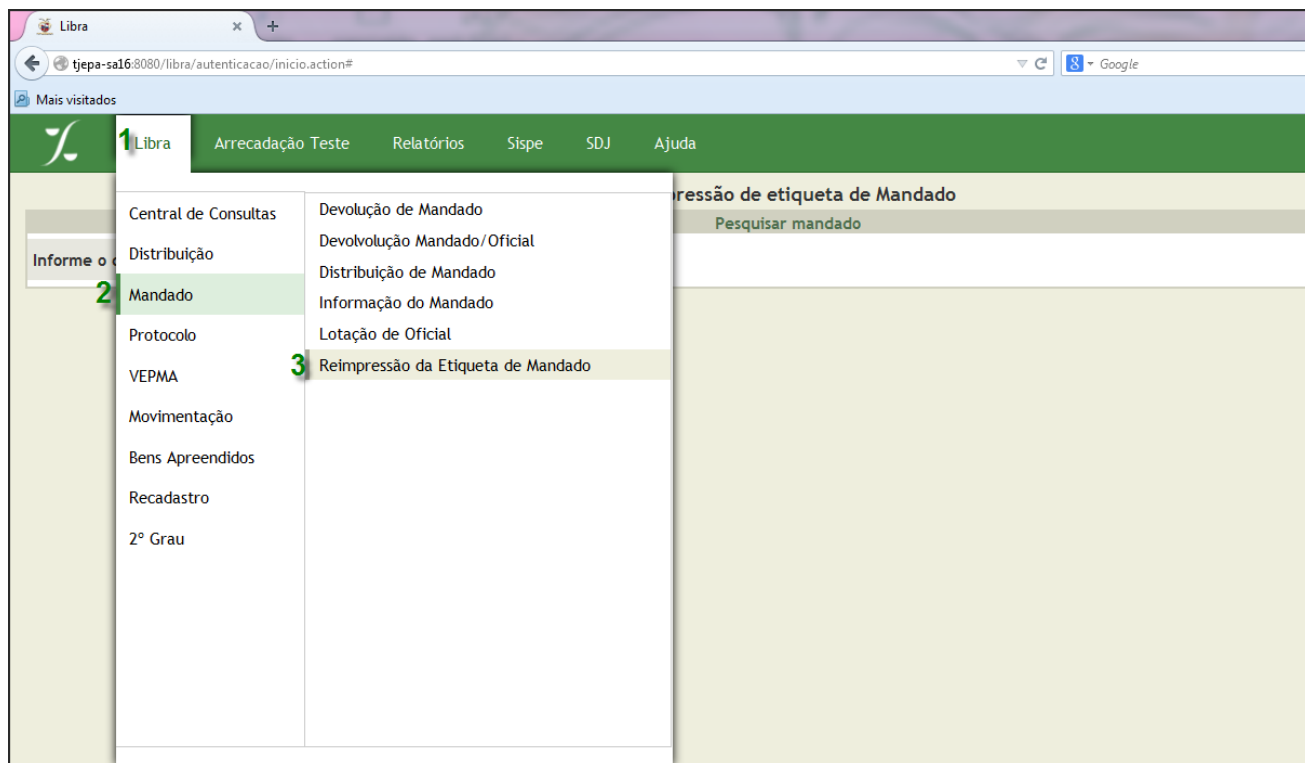 Libra
tjepa-sa16:8080/libra/autenticacao/inicio.action#
8 Google
Mais visitados
1 Libra Arrecadação Teste Relatórios Sispe SDJ Ajuda
pressão de etiqueta de Mandado
Pesquisar mandado
Informe o
Central de Consultas
Distribuição
2 Mandado
Protocolo
VEPMA
Movimentação
Bens Apreendidos
Recadastro
2º Grau
Devolução de Mandado
Devolvolução Mandado/Oficial
Distribuição de Mandado
Informação do Mandado
Lotação de Oficial
3 Reimpressão da Etiqueta de Mandado